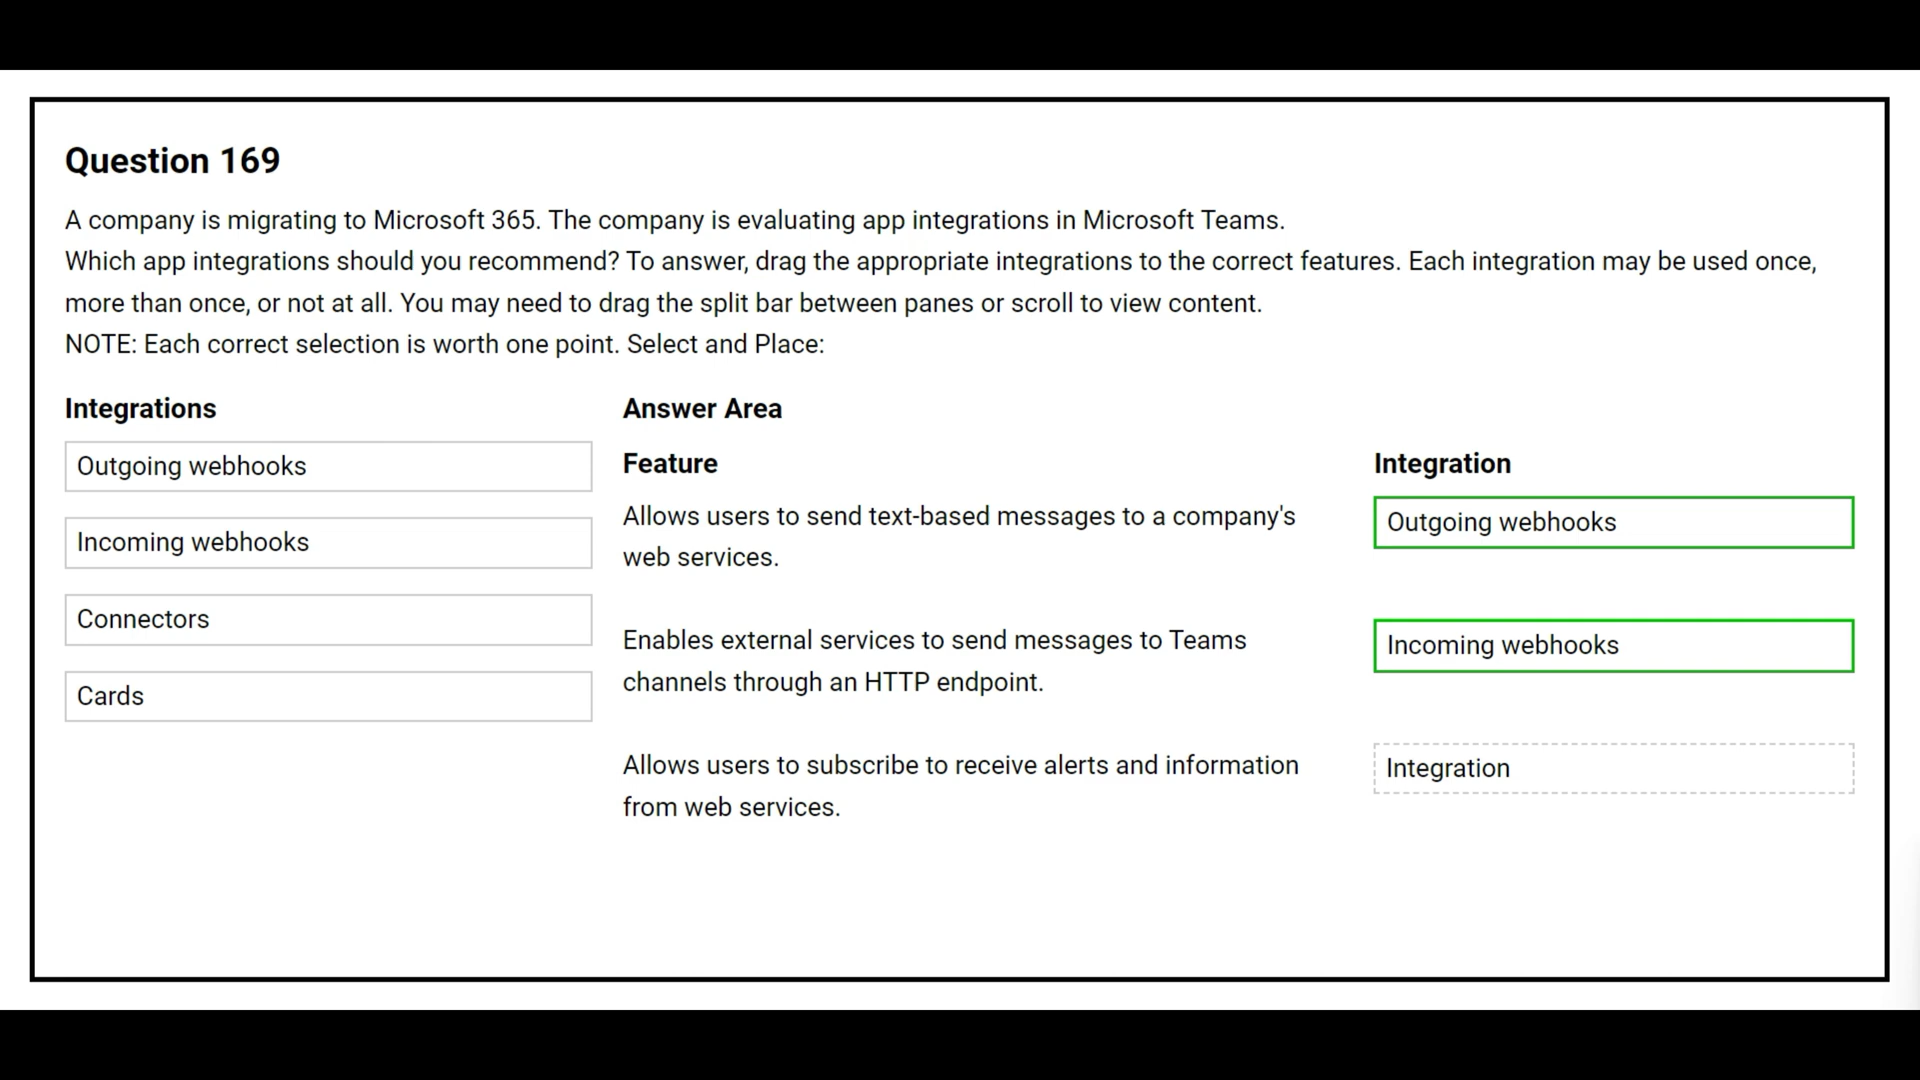 Question 169
A company is migrating to Microsoft 365. The company is evaluating app integrations in Microsoft Teams.
Which app integrations should you recommend? To answer, drag the appropriate integrations to the correct features. Each integration may be used once,
more than once, or not at all. You may need to drag the split bar between panes or scroll to view content.
NOTE: Each correct selection is worth one point. Select and Place:
Integrations
Outgoing webhooks
Incoming webhooks
Connectors
Cards
Answer Area
Feature
Integration
Allows users to send text-based messages to a company's
web services.
Outgoing webhooks
Enables external services to send messages to Teams
channels through an HTTP endpoint.
Incoming webhooks
Allows users to subscribe to receive alerts and information
from web services.
Integration